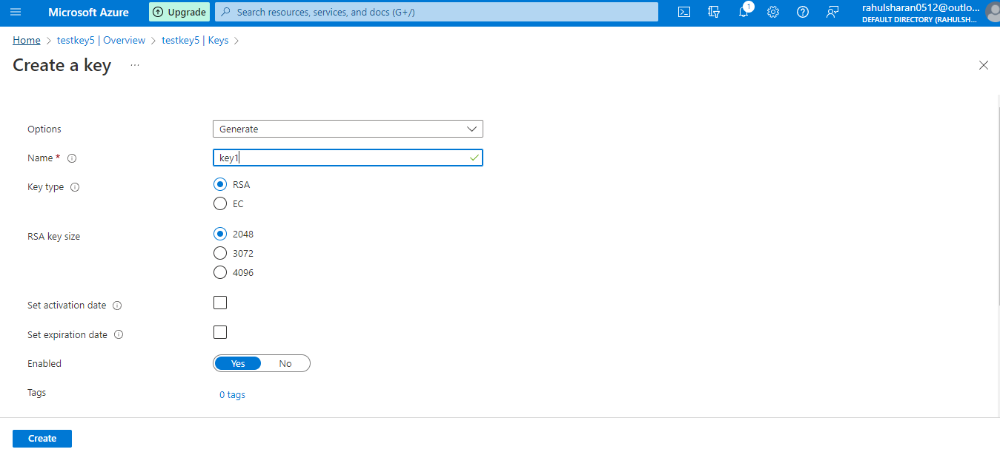 Microsoft Azure Upgrade Search resources, services, and docs (G+/) 1 rahulsharan0512@outlo...
DEFAULT DIRECTORY (RAHULSH...
Home > testkey5 | Overview > testkey5 | Keys >
Create a key ...
Options Generate
Name * key1
Key type RSA
EC
RSA key size 2048
3072
4096
Set activation date
Set expiration date
Enabled Yes No
Tags 0 tags
Create